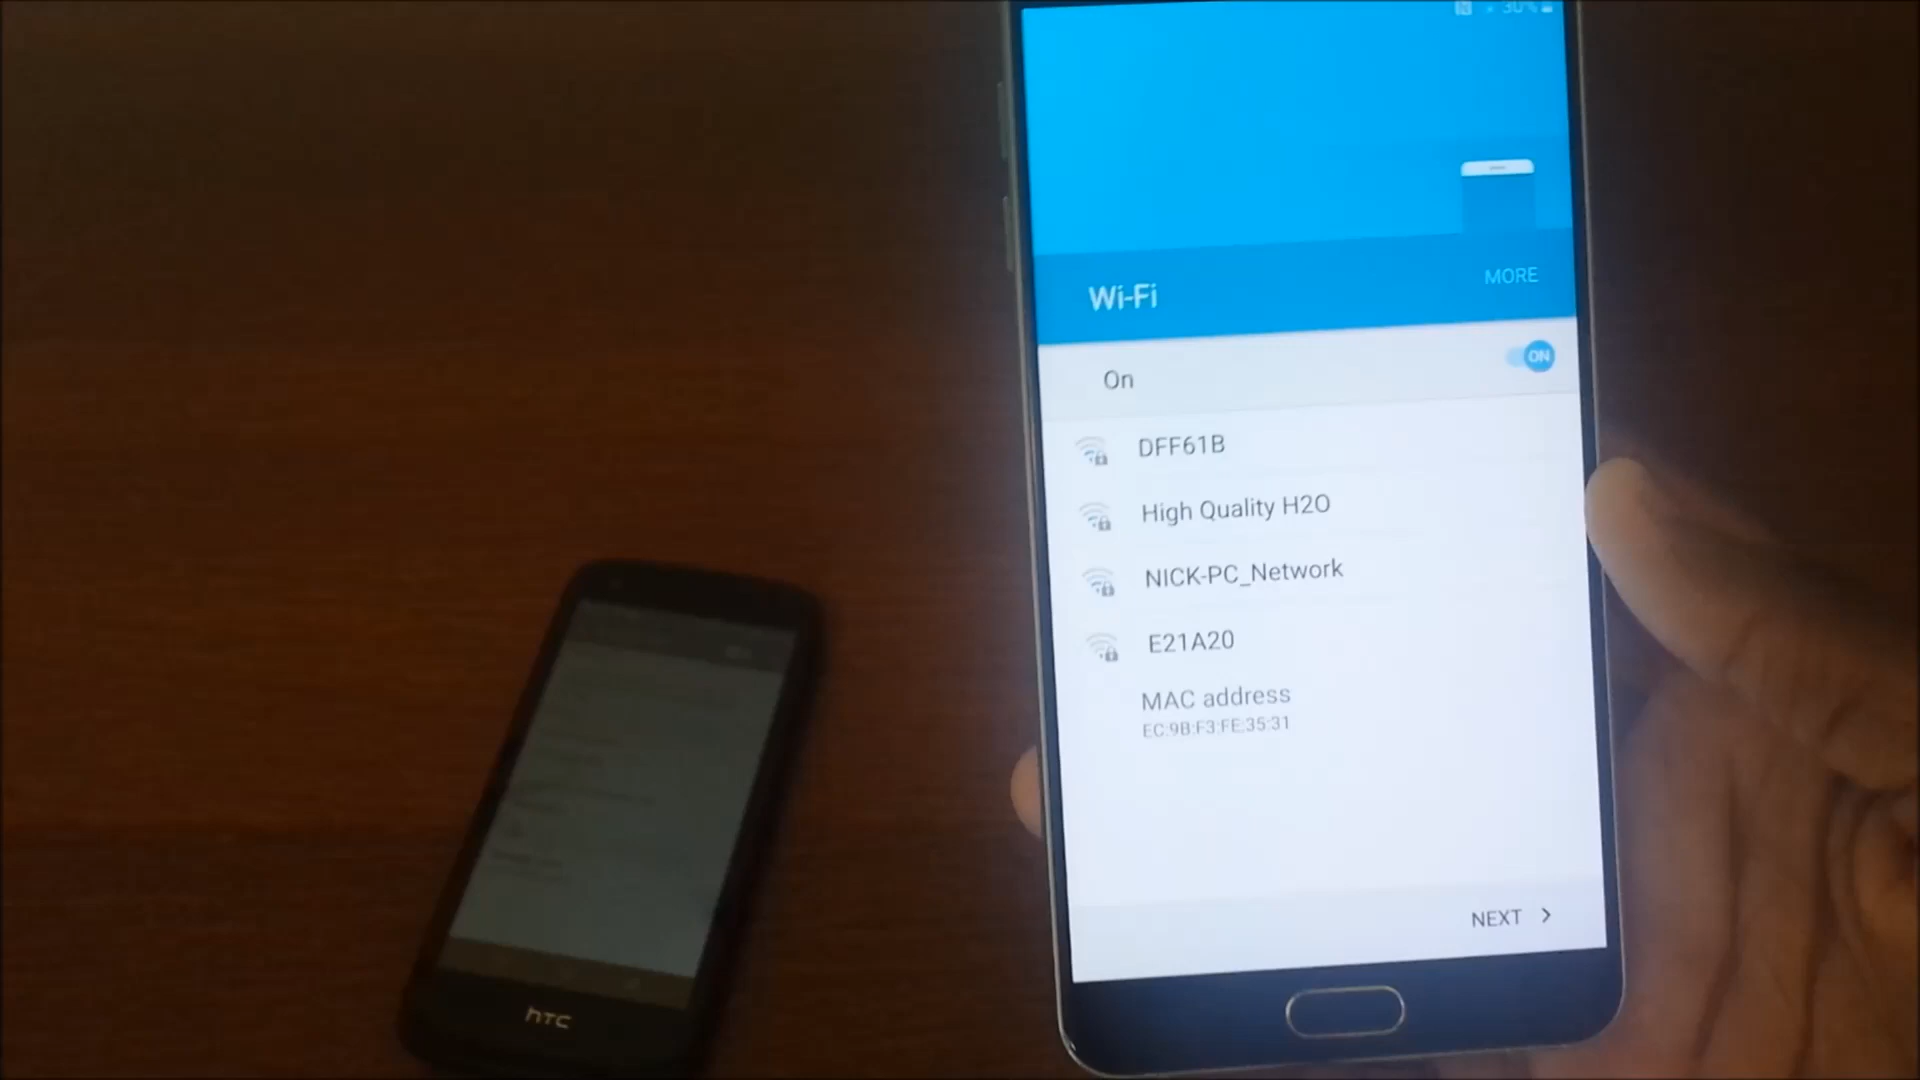 30%
Wi-Fi
MORE
On
ON
DFF61B
High Quality H2O
NICK-PC_Network
E21A20
MAC address
EC:9B:F3:FE:35:31
NEXT
hTC